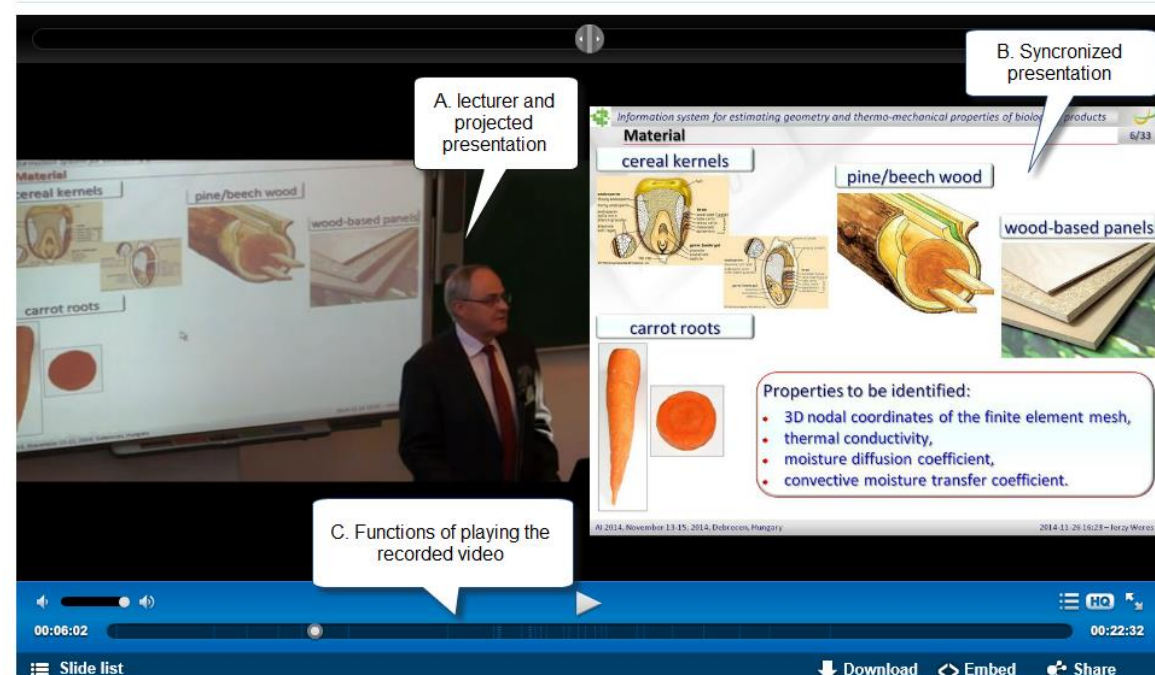 A. lecturer and
projected
presentation
B. Syncronized
presentation
Material
cereal kernels
pine/beech wood
wood-based panels
carrot roots
Information system for estimating geometry and thermo-mechanical properties of biological products
Material
6/33
cereal kernels
pine/beech wood
wood-based panels
carrot roots
Properties to be identified:
• 3D nodal coordinates of the finite element mesh,
• thermal conductivity,
• moisture diffusion coefficient,
• convective moisture transfer coefficient.
AI 2014, November 13-15, 2014, Debrecen, Hungary
2014-11-26 16:23 – Jerzy Weres
C. Functions of playing the
recorded video
HQ
00:06:02
00:22:32
Slide list
Download
Embed
Share